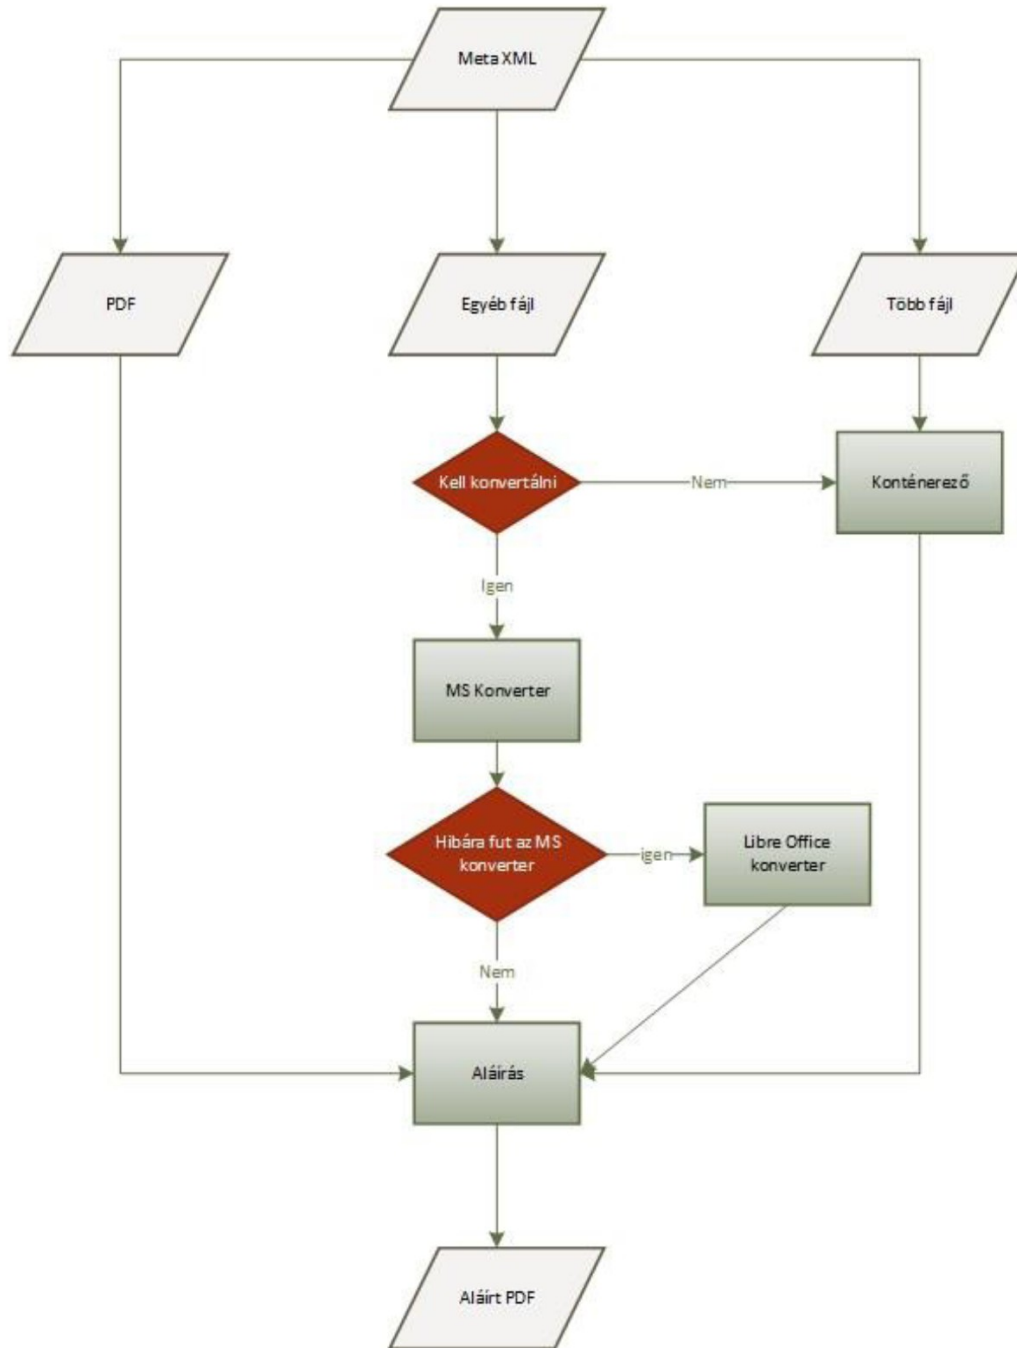 Meta XML
PDF
Egyéb fájl
Több fájl
Kell konvertálni
Nem
Konténerező
Igen
MS Konverter
Hibára fut az MS
konverter
igen
Libre Office
konverter
Nem
Aláírás
Aláírt PDF